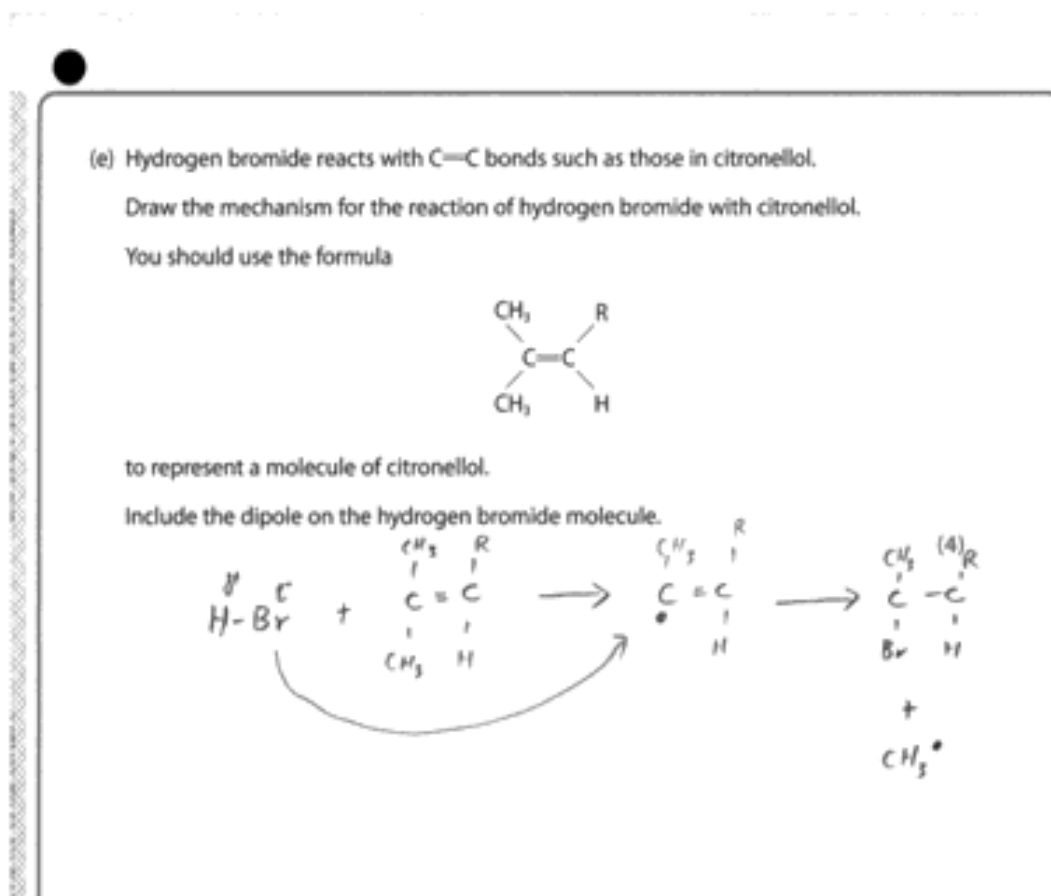 (e) Hydrogen bromide reacts with C=C bonds such as those in citronellol.
Draw the mechanism for the reaction of hydrogen bromide with citronellol.
You should use the formula
CH₃ R
C=C
CH₃ H
to represent a molecule of citronellol.
Include the dipole on the hydrogen bromide molecule.
(4)
CH₃ R CH₃ R CH₃ R
H-Br + C=C → C=C → C-C
CH₃ H H Br H
+
CH₃•